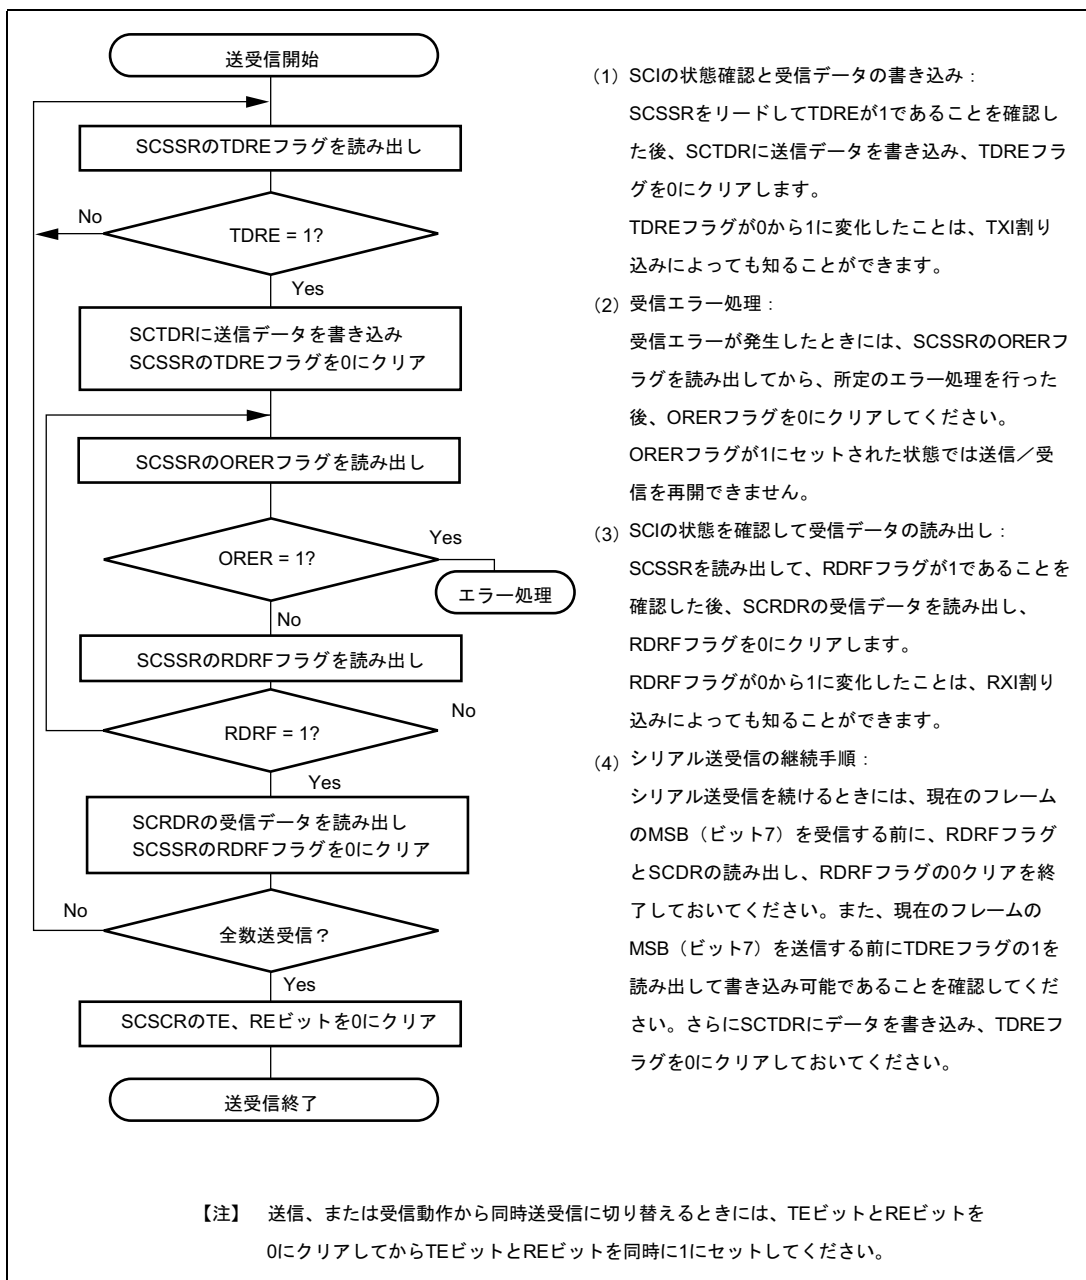 送受信開始
SCSSRのTDREフラグを読み出し
No
TDRE = 1?
Yes
SCTDRに送信データを書き込み
SCSSRのTDREフラグを0にクリア
SCSSRのORERフラグを読み出し
ORER = 1?
Yes
エラー処理
No
SCSSRのRDRFフラグを読み出し
No
RDRF = 1?
Yes
SCRDRの受信データを読み出し
SCSSRのRDRFフラグを0にクリア
No
全数送受信？
Yes
SCSCRのTE、REビットを0にクリア
送受信終了
（1）SCIの状態確認と受信データの書き込み：
SCSSRをリードしてTDREが1であることを確認し
た後、SCTDRに送信データを書き込み、TDREフラ
グを0にクリアします。
TDREフラグが0から1に変化したことは、TXI割り
込みによっても知ることができます。
（2）受信エラー処理：
受信エラーが発生したときには、SCSSRのORERフ
ラグを読み出してから、所定のエラー処理を行った
後、ORERフラグを0にクリアしてください。
ORERフラグが1にセットされた状態では送信／受
信を再開できません。
（3）SCIの状態を確認して受信データの読み出し：
SCSSRを読み出して、RDRFフラグが1であることを
確認した後、SCRDRの受信データを読み出し、
RDRFフラグを0にクリアします。
RDRFフラグが0から1に変化したことは、RXI割り
込みによっても知ることができます。
（4）シリアル送受信の継続手順：
シリアル送受信を続けるときには、現在のフレーム
のMSB（ビット7）を受信する前に、RDRFフラグ
とSCDRの読み出し、RDRFフラグの0クリアを終
了しておいてください。また、現在のフレームの
MSB（ビット7）を送信する前にTDREフラグの1を
読み出して書き込み可能であることを確認してくだ
さい。さらにSCTDRにデータを書き込み、TDREフ
ラグを0にクリアしておいてください。
【注】 送信、または受信動作から同時送受信に切り替えるときには、TEビットとREビットを
0にクリアしてからTEビットとREビットを同時に1にセットしてください。